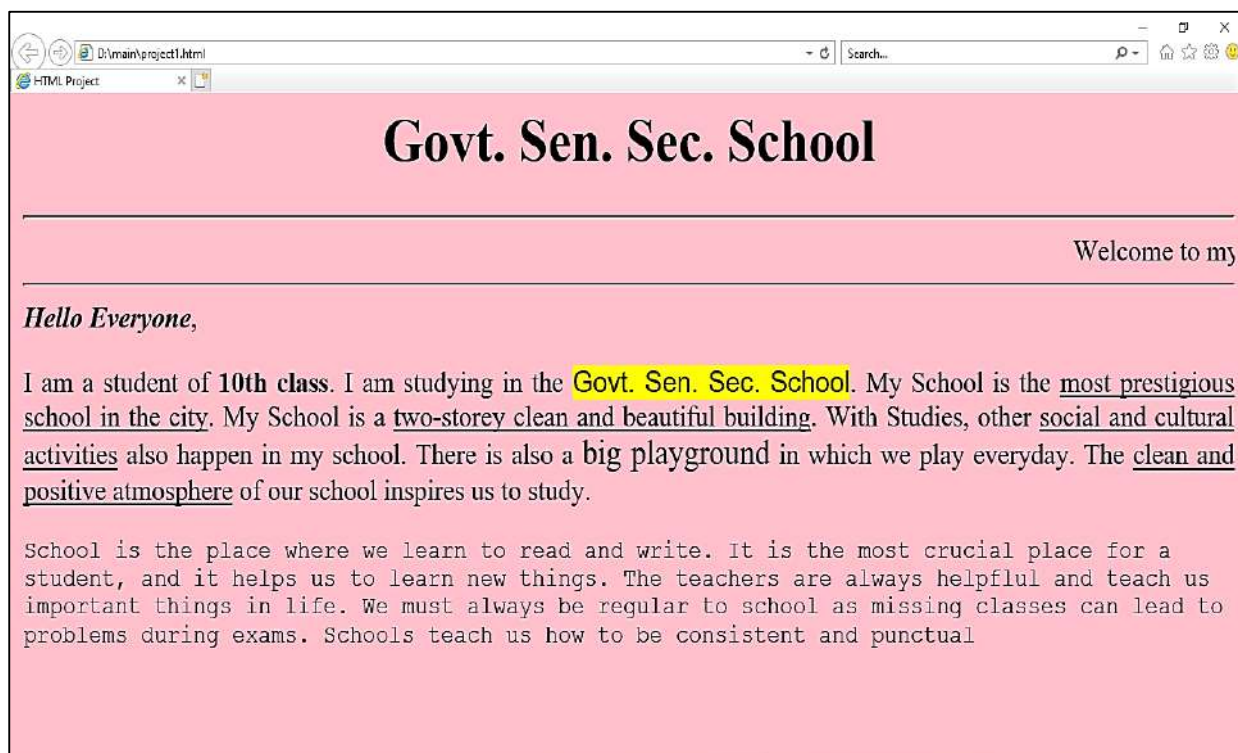 D:\main\project1.html
Search...
HTML Project
Govt. Sen. Sec. School
Welcome to my
Hello Everyone,
I am a student of 10th class. I am studying in the Govt. Sen. Sec. School. My School is the most prestigious
school in the city. My School is a two-storey clean and beautiful building. With Studies, other social and cultural
activities also happen in my school. There is also a big playground in which we play everyday. The clean and
positive atmosphere of our school inspires us to study.
School is the place where we learn to read and write. It is the most crucial place for a
student, and it helps us to learn new things. The teachers are always helpflul and teach us
important things in life. We must always be regular to school as missing classes can lead to
problems during exams. Schools teach us how to be consistent and punctual